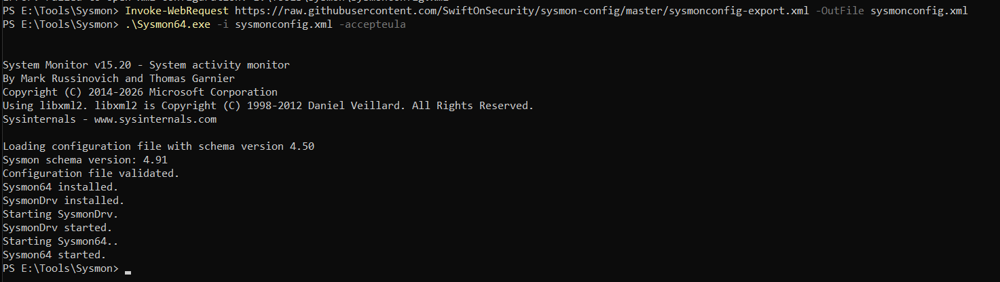 PS E:\Tools\Sysmon> Invoke-WebRequest https://raw.githubusercontent.com/SwiftOnSecurity/sysmon-config/master/sysmonconfig-export.xml -OutFile sysmonconfig.xml
PS E:\Tools\Sysmon> .\Sysmon64.exe -i sysmonconfig.xml -accepteula
System Monitor v15.20 - System activity monitor
By Mark Russinovich and Thomas Garnier
Copyright (C) 2014-2026 Microsoft Corporation
Using libxml2. libxml2 is Copyright (C) 1998-2012 Daniel Veillard. All Rights Reserved.
Sysinternals - www.sysinternals.com
Loading configuration file with schema version 4.50
Sysmon schema version: 4.91
Configuration file validated.
Sysmon64 installed.
SysmonDrv installed.
Starting SysmonDrv.
SysmonDrv started.
Starting Sysmon64..
Sysmon64 started.
PS E:\Tools\Sysmon>